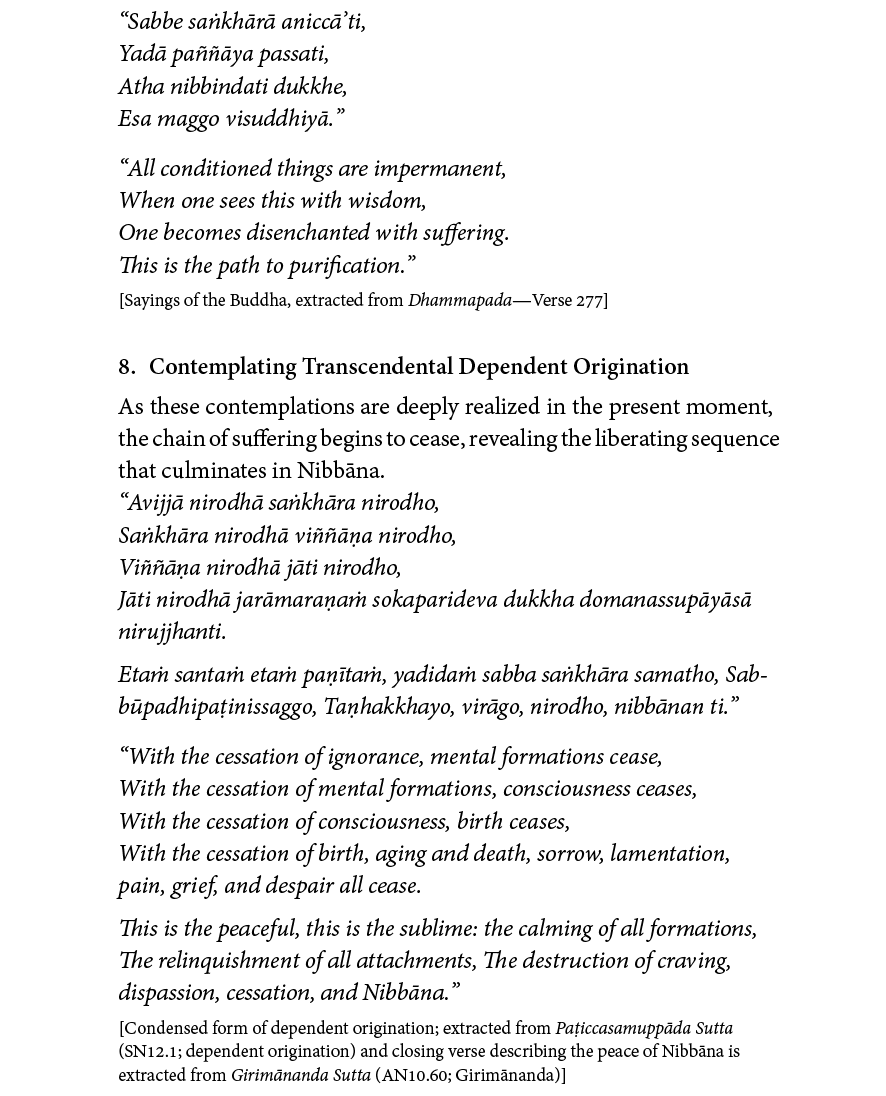 “Sabbe saṅkhārā aniccā’ti,
Yadā paññāya passati,
Atha nibbindati dukkhe,
Esa maggo visuddhiyā.”
“All conditioned things are impermanent,
When one sees this with wisdom,
One becomes disenchanted with suffering.
This is the path to purification.”
[Sayings of the Buddha, extracted from Dhammapada—Verse 277]
8. Contemplating Transcendental Dependent Origination
As these contemplations are deeply realized in the present moment,
the chain of suffering begins to cease, revealing the liberating sequence
that culminates in Nibbāna.
“Avijjā nirodhā saṅkhāra nirodho,
Saṅkhāra nirodhā viññāṇa nirodho,
Viññāṇa nirodhā jāti nirodho,
Jāti nirodhā jarāmaraṇaṁ sokaparideva dukkha domanassupāyāsā
nirujjhanti.
Etaṁ santaṁ etaṁ paṇītaṁ, yadidaṁ sabba saṅkhāra samatho, Sab-
būpadhipaṭinissaggo, Taṇhakkhayo, virāgo, nirodho, nibbānan ti.”
“With the cessation of ignorance, mental formations cease,
With the cessation of mental formations, consciousness ceases,
With the cessation of consciousness, birth ceases,
With the cessation of birth, aging and death, sorrow, lamentation,
pain, grief, and despair all cease.
This is the peaceful, this is the sublime: the calming of all formations,
The relinquishment of all attachments, The destruction of craving,
dispassion, cessation, and Nibbāna.”
[Condensed form of dependent origination; extracted from Paṭiccasamuppāda Sutta
(SN12.1; dependent origination) and closing verse describing the peace of Nibbāna is
extracted from Girimānanda Sutta (AN10.60; Girimānanda)]